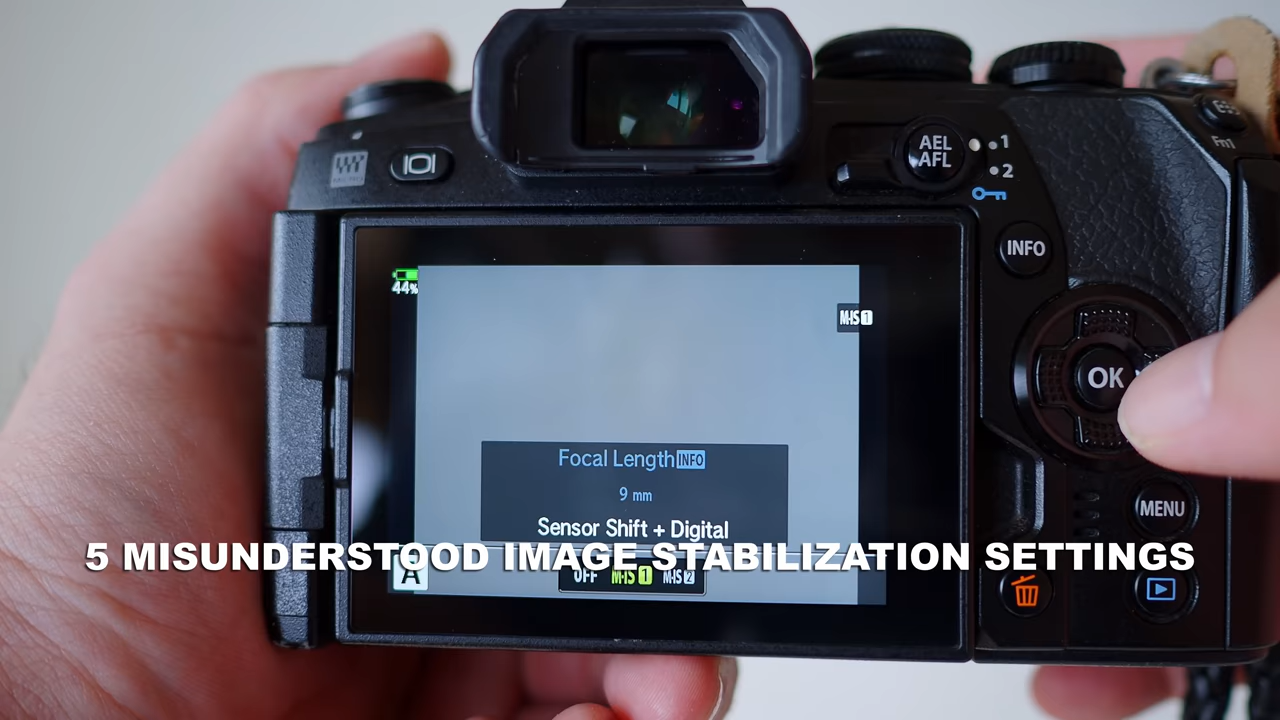 AEL
AFL
1
2
INFO
Fn1
44%
M-IS 1
OK
Focal Length INFO
9 mm
Sensor Shift + Digital
MENU
5 MISUNDERSTOOD IMAGE STABILIZATION SETTINGS
A
OFF M-IS 1 M-IS 2